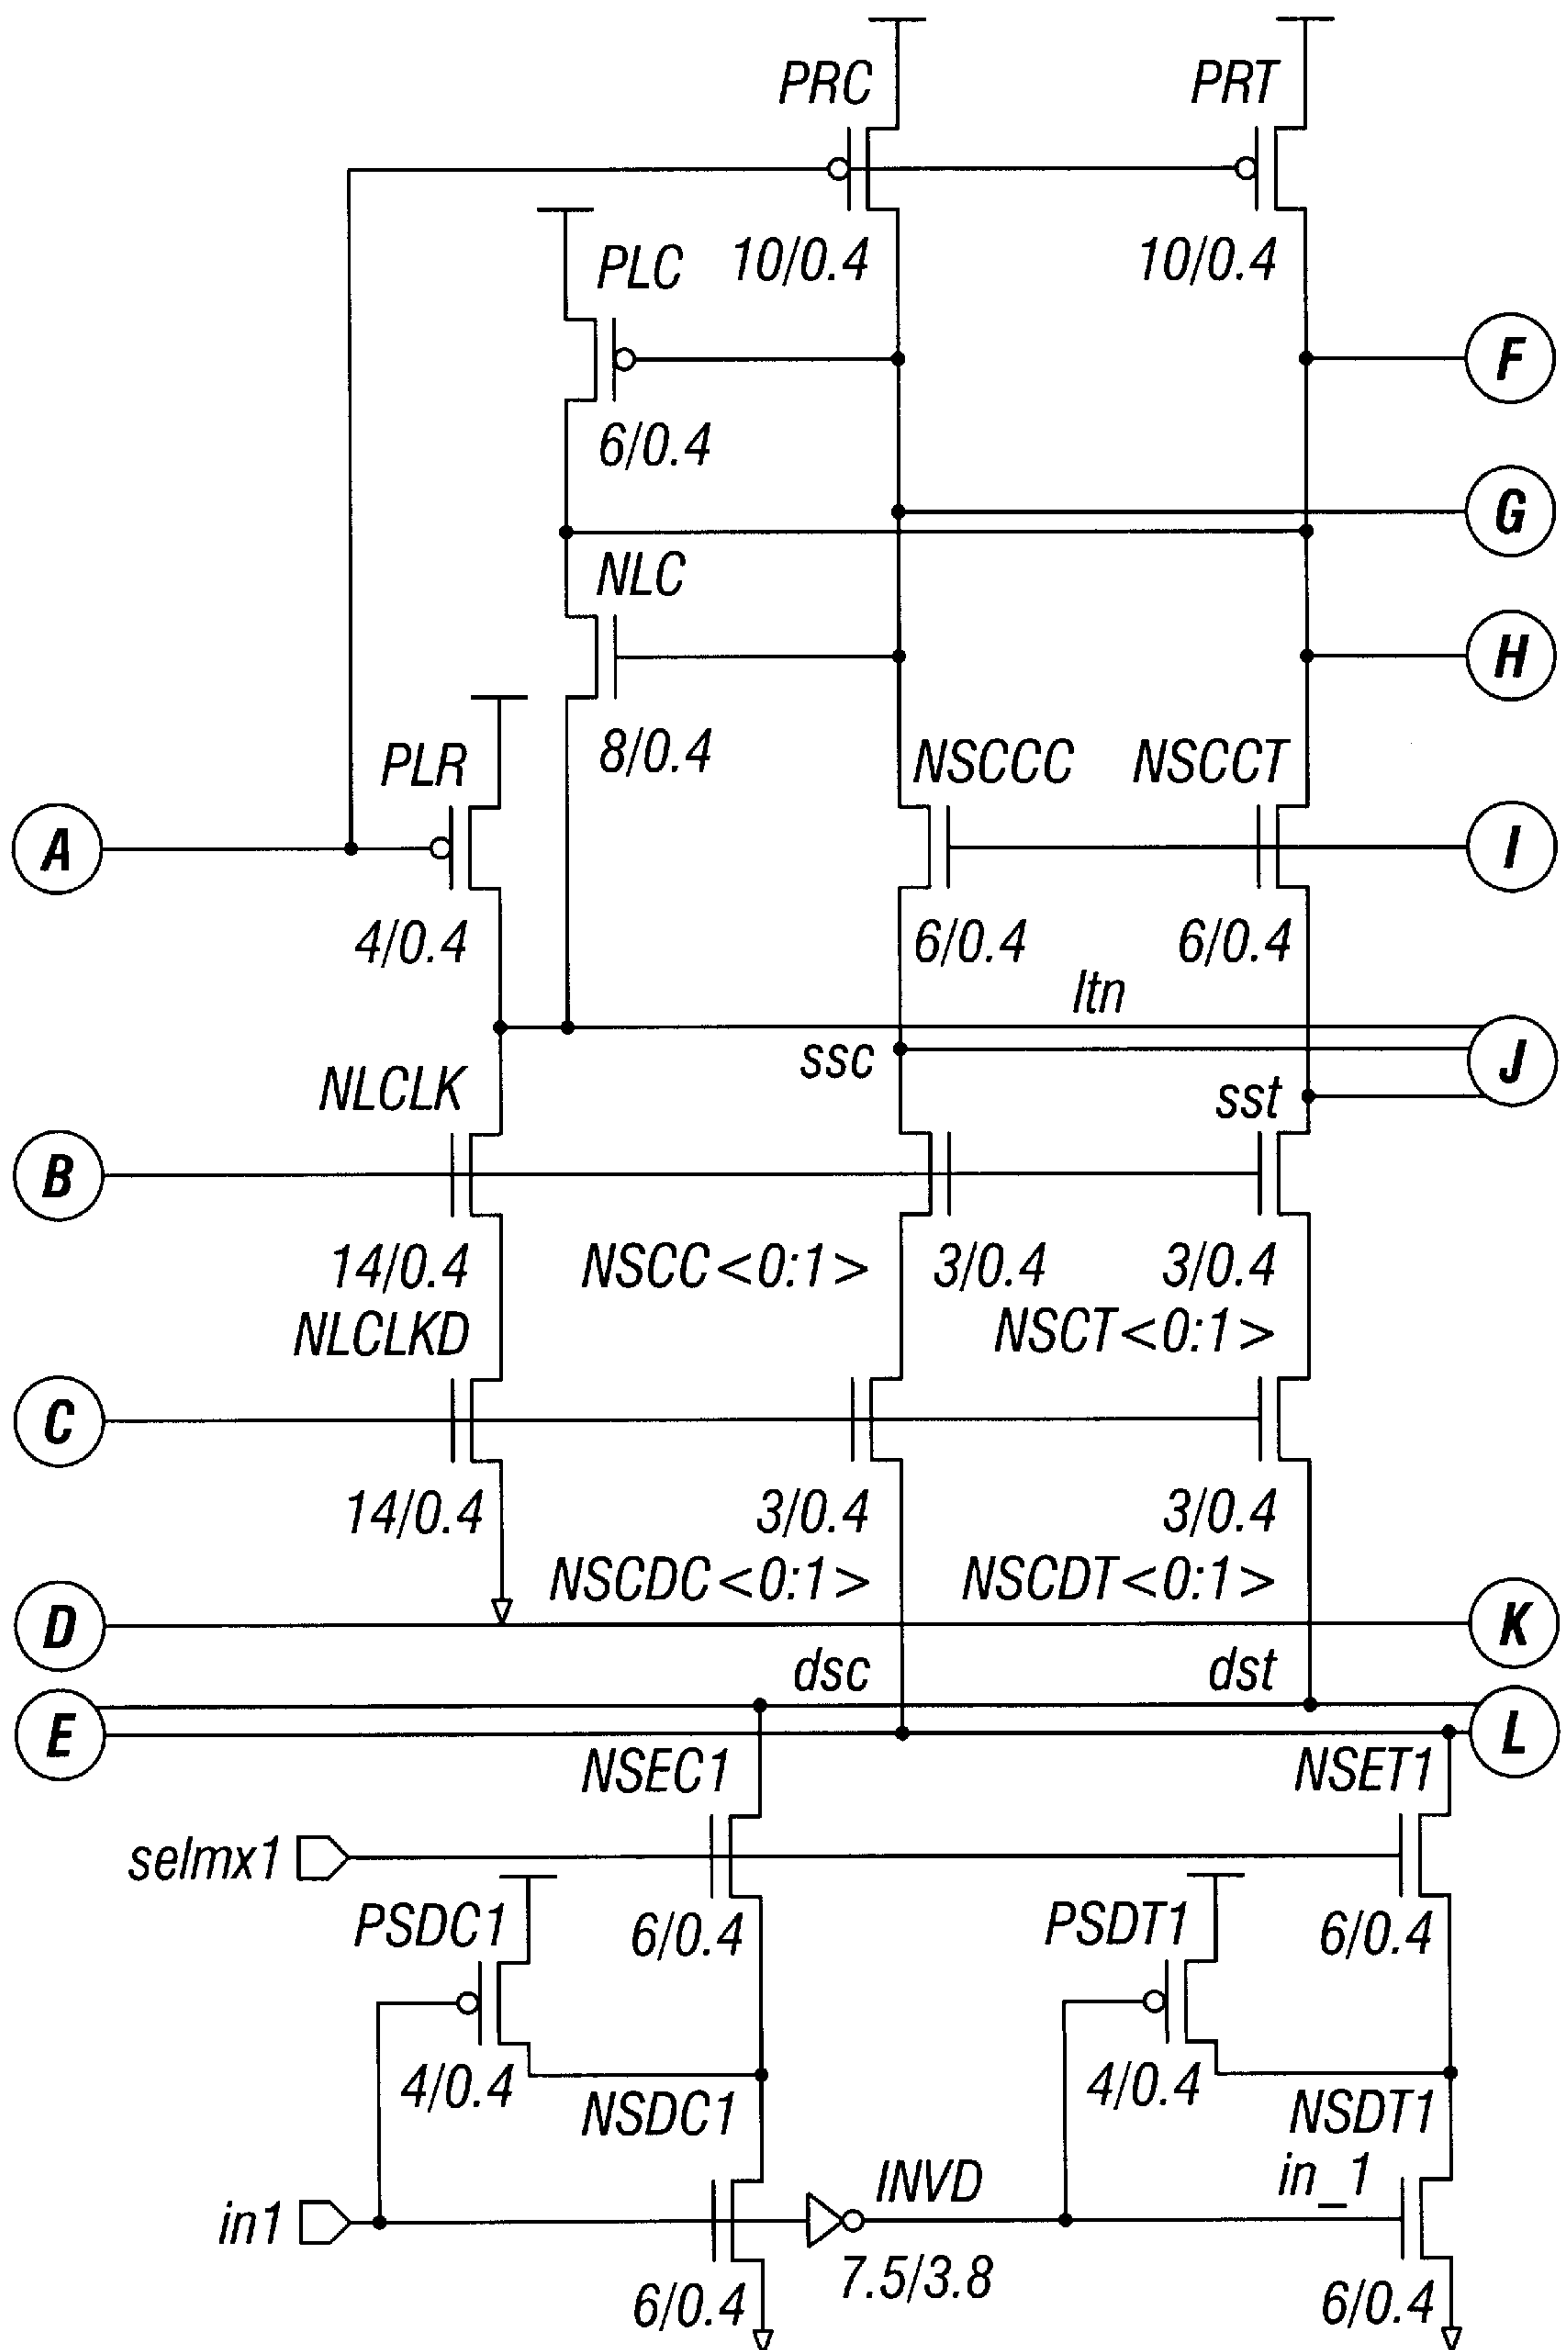 PRC
PRT
10/0.4
10/0.4
PLC
F
6/0.4
G
NLC
H
8/0.4
NSCCC
NSCCT
PLR
A
I
4/0.4
6/0.4
6/0.4
ltn
ssc
J
NLCLK
sst
B
14/0.4
NSCC<0:1>
3/0.4
3/0.4
NLCLKD
NSCT<0:1>
C
14/0.4
3/0.4
3/0.4
NSCDC<0:1>
NSCDT<0:1>
D
K
dsc
dst
E
L
NSEC1
NSET1
selmx1
PSDC1
6/0.4
PSDT1
6/0.4
4/0.4
4/0.4
NSDC1
NSDT1
INVD
in_1
in1
7.5/3.8
6/0.4
6/0.4